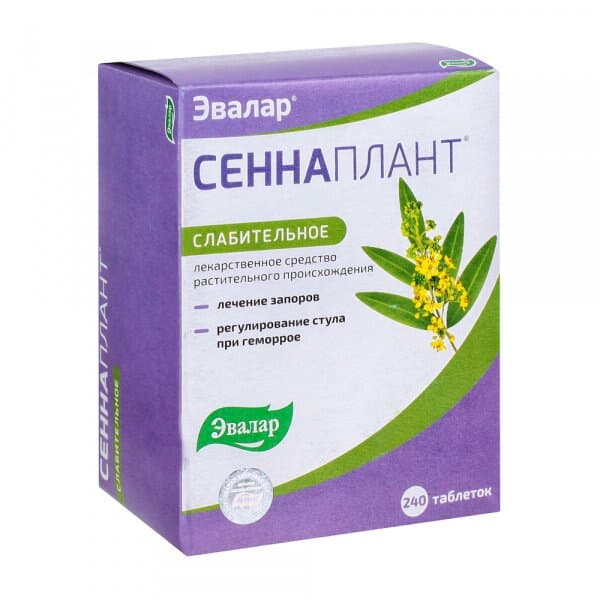 Эвалар®
СЕННАПЛАНТ®
СЛАБИТЕЛЬНОЕ
лекарственное средство
растительного происхождения
– лечение запоров
– регулирование стула
при геморрое
Эвалар
240 таблеток
СЕННАПЛАНТ
СЛАБИТЕЛЬНОЕ